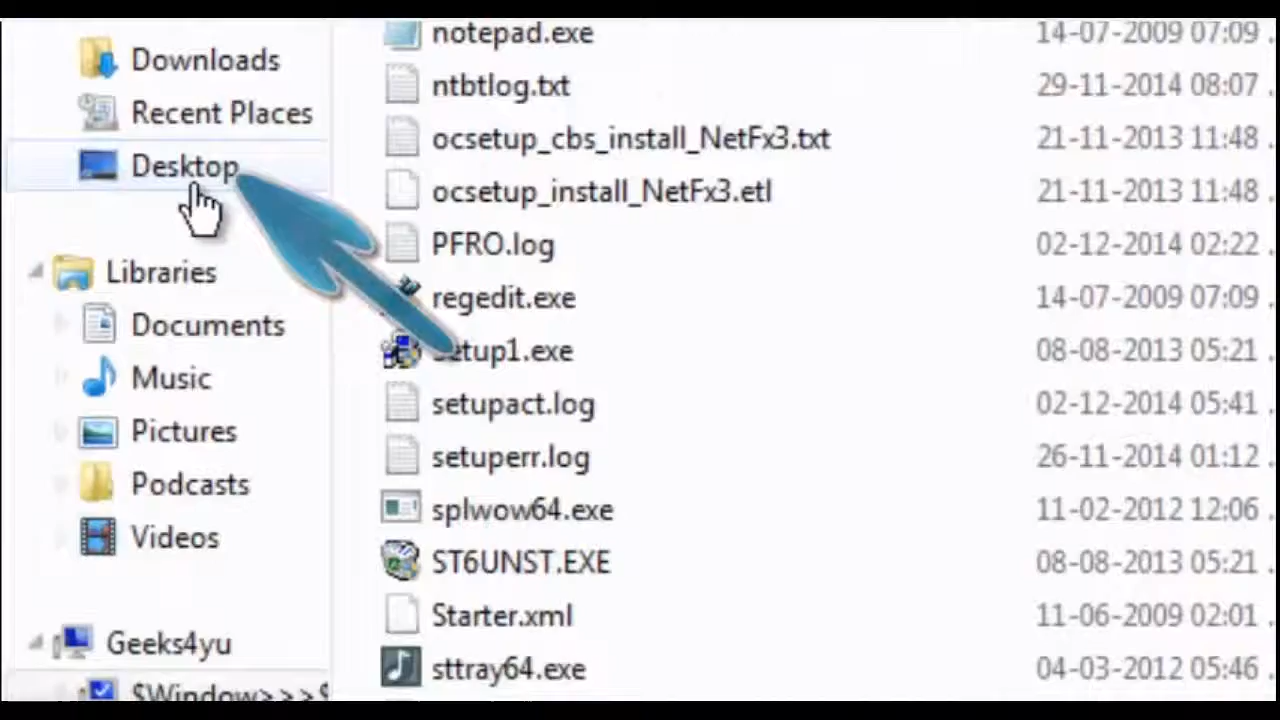 Downloads
Recent Places
Desktop
Libraries
Documents
Music
Pictures
Podcasts
Videos
Geeks4yu
$Window>>>$
notepad.exe 14-07-2009 07:09
ntbtlog.txt 29-11-2014 08:07
ocsetup_cbs_install_NetFx3.txt 21-11-2013 11:48
ocsetup_install_NetFx3.etl 21-11-2013 11:48
PFRO.log 02-12-2014 02:22
regedit.exe 14-07-2009 07:09
setup1.exe 08-08-2013 05:21
setupact.log 02-12-2014 05:41
setuperr.log 26-11-2014 01:12
splwow64.exe 11-02-2012 12:06
ST6UNST.EXE 08-08-2013 05:21
Starter.xml 11-06-2009 02:01
sttray64.exe 04-03-2012 05:46